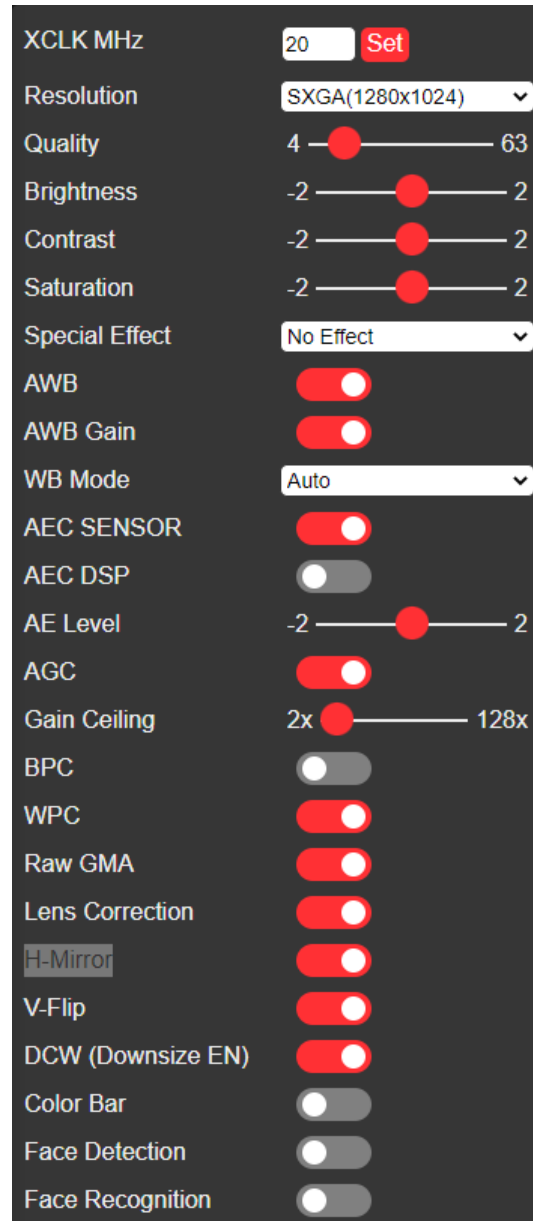 XCLK MHz 20 Set
Resolution SXGA(1280x1024)
Quality 4 63
Brightness -2 2
Contrast -2 2
Saturation -2 2
Special Effect No Effect
AWB
AWB Gain
WB Mode Auto
AEC SENSOR
AEC DSP
AE Level -2 2
AGC
Gain Ceiling 2x 128x
BPC
WPC
Raw GMA
Lens Correction
H-Mirror
V-Flip
DCW (Downsize EN)
Color Bar
Face Detection
Face Recognition